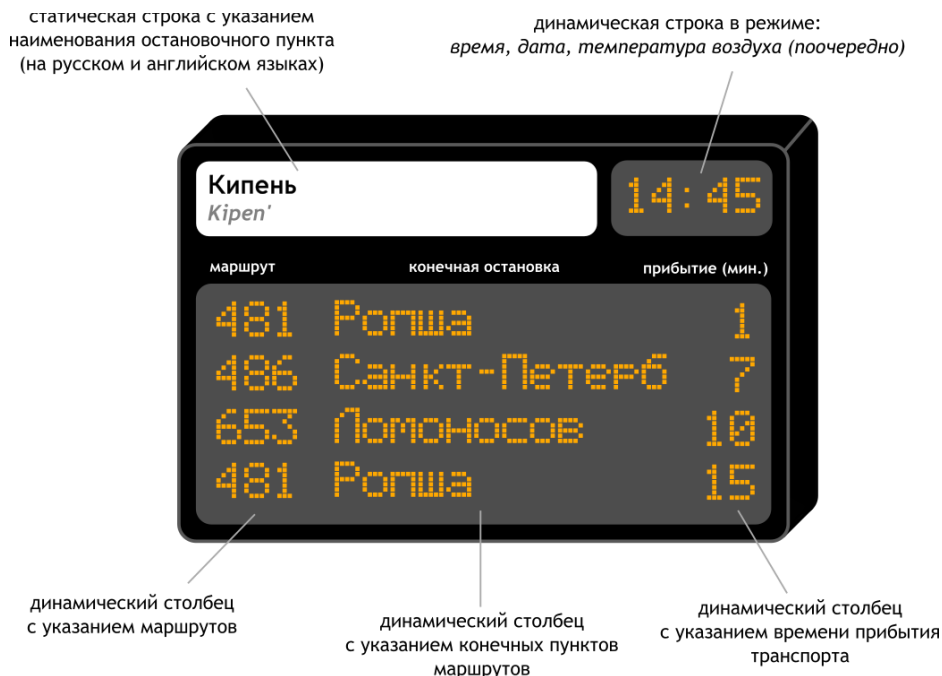 статическая строка с указанием
наименования остановочного пункта
(на русском и английском языках)
динамическая строка в режиме:
время, дата, температура воздуха (поочередно)
Кипень
Kipen'
14:45
маршрут конечная остановка прибытие (мин.)
481 Ропша 1
486 Санкт-Петерб 7
653 Ломоносов 10
481 Ропша 15
динамический столбец
с указанием маршрутов
динамический столбец
с указанием конечных пунктов
маршрутов
динамический столбец
с указанием времени прибытия
транспорта